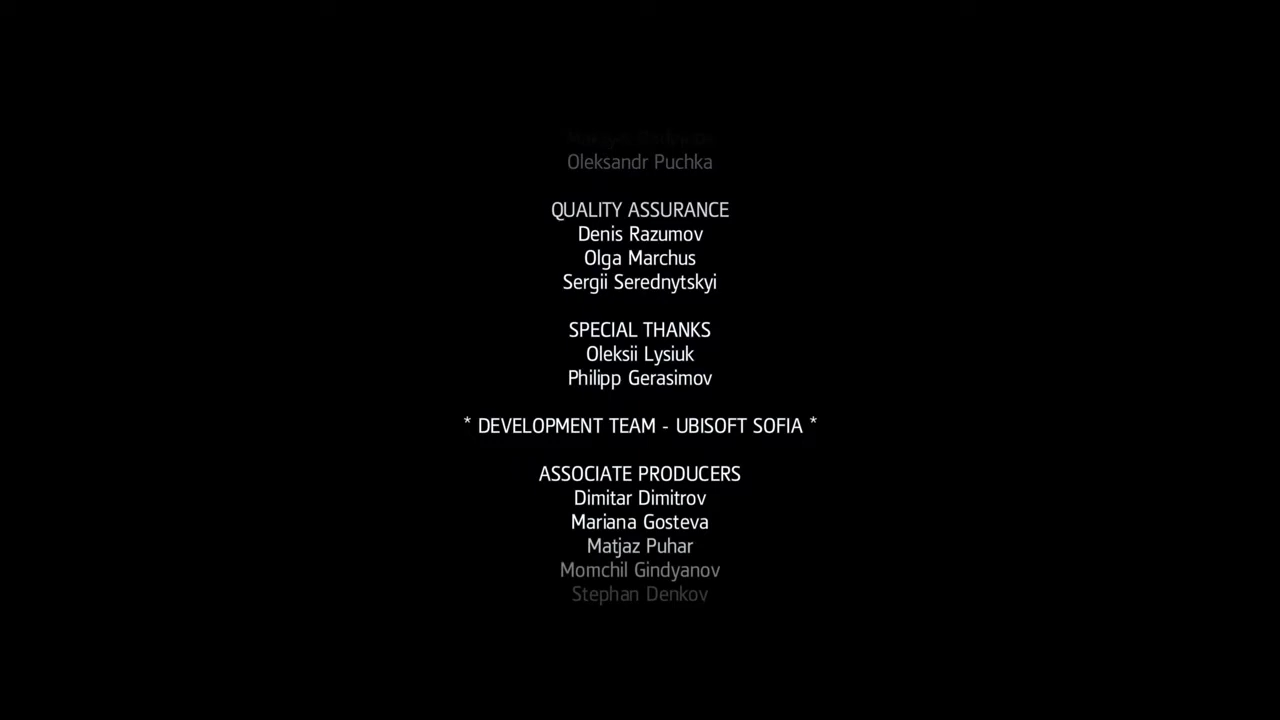 Oleksandr Puchka
QUALITY ASSURANCE
Denis Razumov
Olga Marchus
Sergii Serednytskyi
SPECIAL THANKS
Oleksii Lysiuk
Philipp Gerasimov
* DEVELOPMENT TEAM - UBISOFT SOFIA *
ASSOCIATE PRODUCERS
Dimitar Dimitrov
Mariana Gosteva
Matjaz Puhar
Momchil Gindyanov
Stephan Denkov